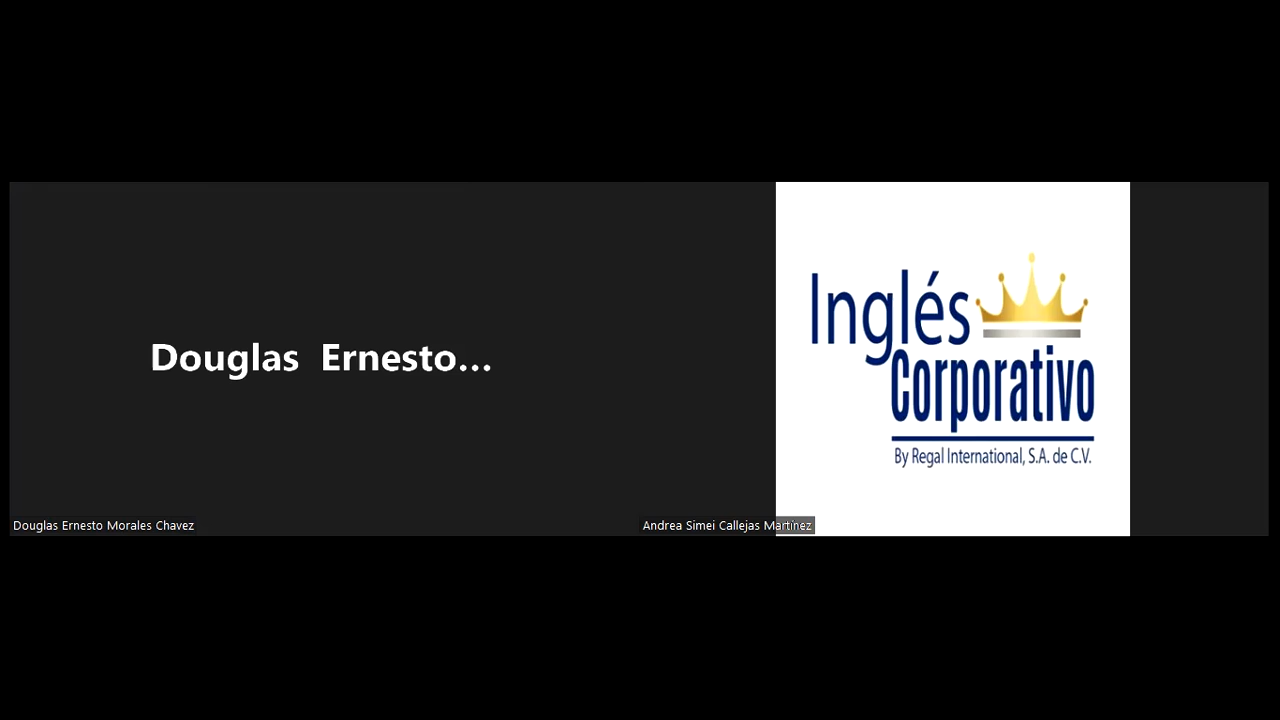 Douglas Ernesto...
Douglas Ernesto Morales Chavez
Inglés
Corporativo
By Regal International, S.A. de C.V.
Andrea Simei Callejas Martínez